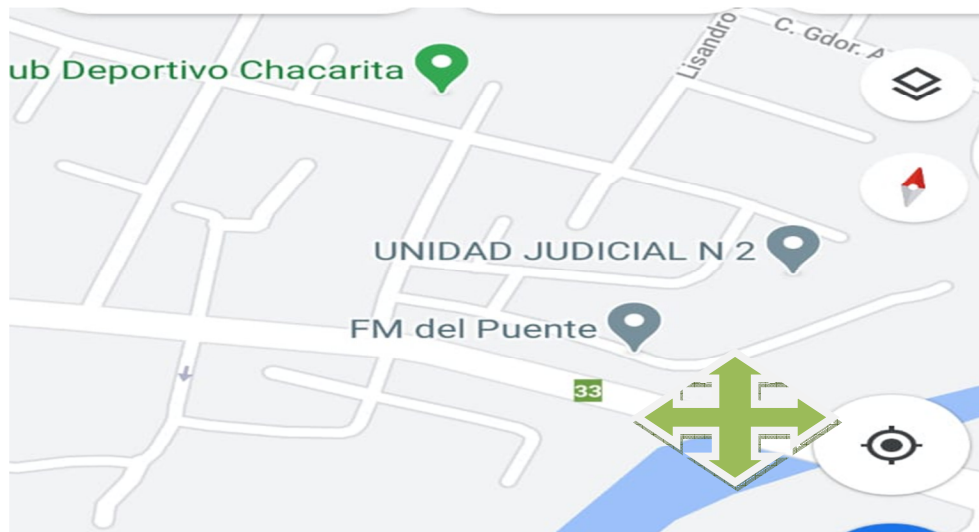 Lisandro
C. Gdor. A
ub Deportivo Chacarita
UNIDAD JUDICIAL N 2
FM del Puente
33